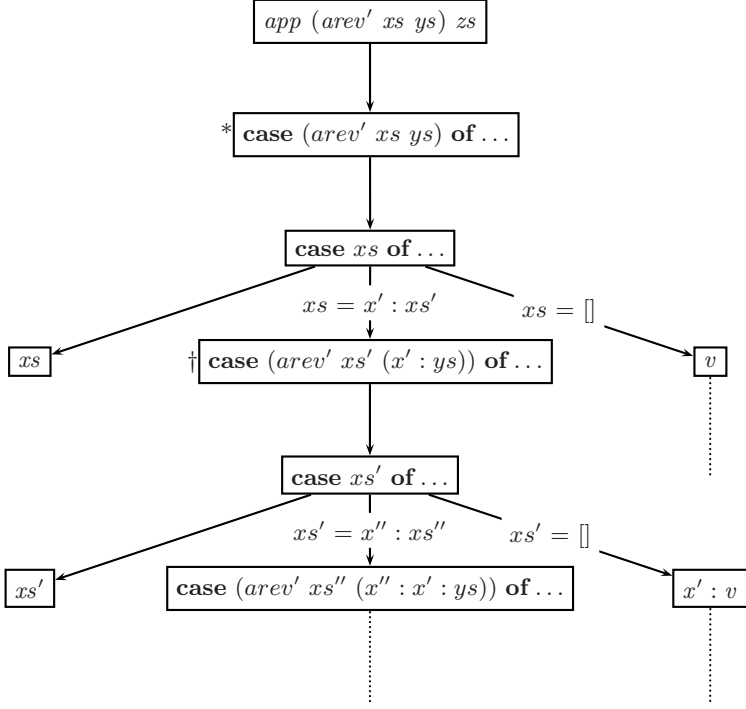 app (arev′ xs ys) zs
* case (arev′ xs ys) of …
case xs of …
xs = x′ : xs′
xs = []
xs
† case (arev′ xs′ (x′ : ys)) of …
v
case xs′ of …
xs′ = x′′ : xs′′
xs′ = []
xs′
case (arev′ xs′′ (x′′ : x′ : ys)) of …
x′ : v